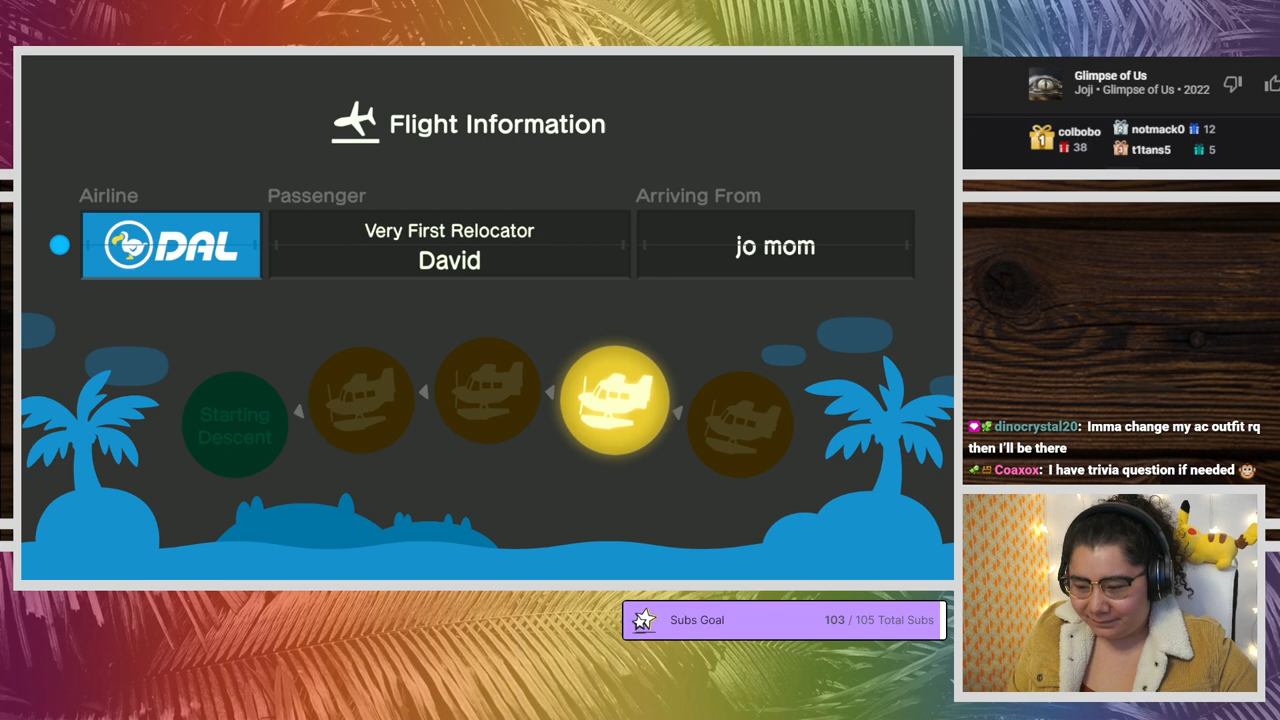 Flight Information
Airline
Passenger
Arriving From
DAL
Very First Relocator
David
jo mom
Starting
Descent
Glimpse of Us
Joji • Glimpse of Us • 2022
1
colbobo
38
notmack0 12
t1tans5 5
dinocrystal20: Imma change my ac outfit rq
then I'll be there
Coaxox: I have trivia question if needed
Subs Goal
103 / 105 Total Subs